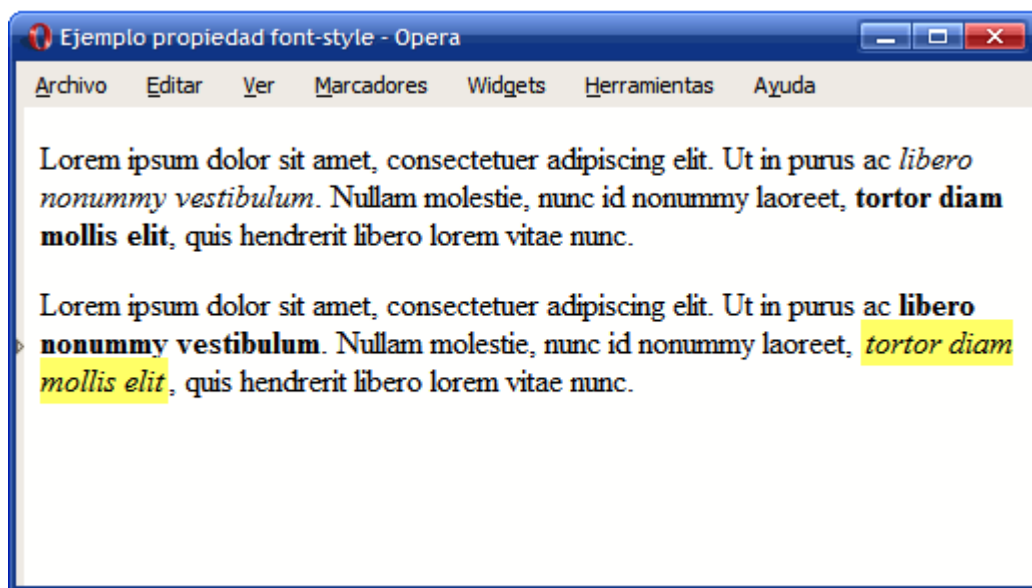 Ejemplo propiedad font-style - Opera
Archivo Editar Ver Marcadores Widgets Herramientas Ayuda
Lorem ipsum dolor sit amet, consectetuer adipiscing elit. Ut in purus ac libero
nonummy vestibulum. Nullam molestie, nunc id nonummy laoreet, tortor diam
mollis elit, quis hendrerit libero lorem vitae nunc.
Lorem ipsum dolor sit amet, consectetuer adipiscing elit. Ut in purus ac libero
nonummy vestibulum. Nullam molestie, nunc id nonummy laoreet, tortor diam
mollis elit, quis hendrerit libero lorem vitae nunc.